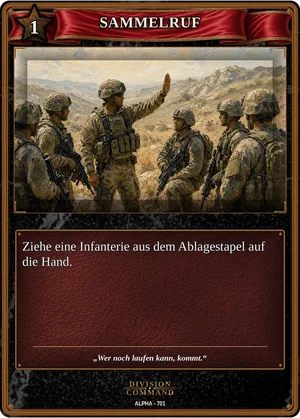 1
SAMMELRUF
Ziehe eine Infanterie aus dem Ablagestapel auf
die Hand.
„Wer noch laufen kann, kommt.“
DIVISION
COMMAND
ALPHA - 701